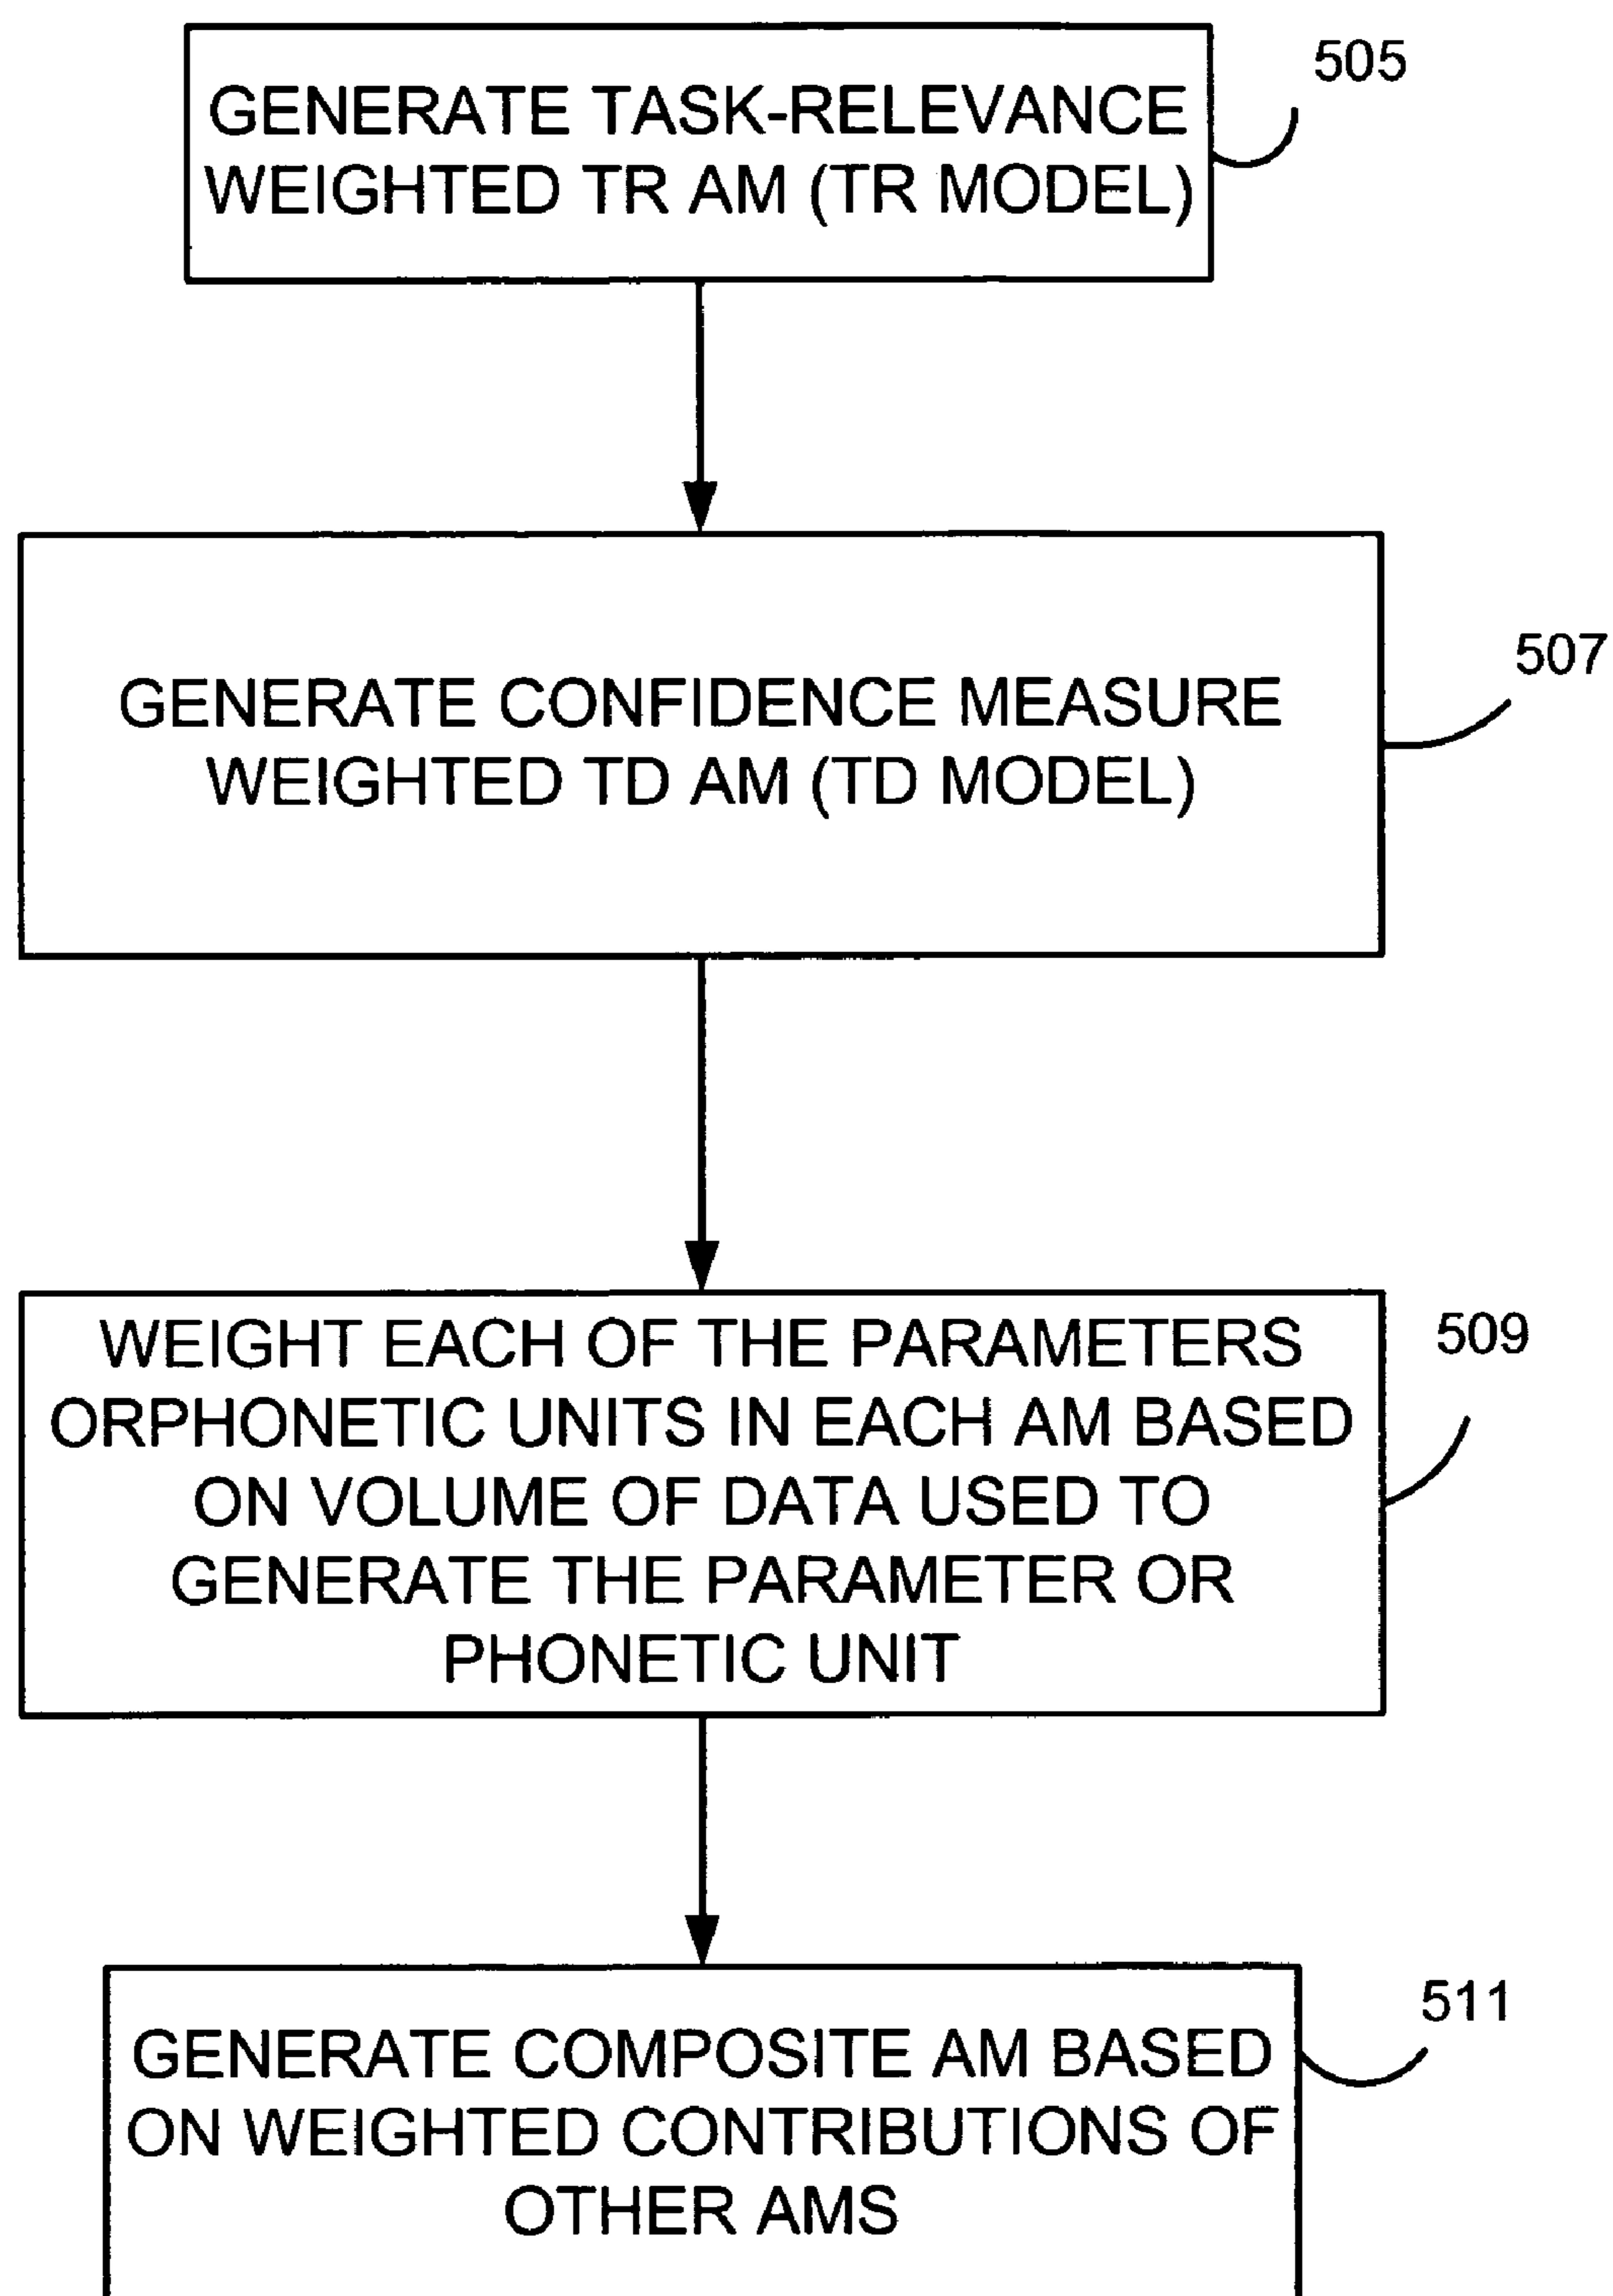 505
GENERATE TASK-RELEVANCE
WEIGHTED TR AM (TR MODEL)
507
GENERATE CONFIDENCE MEASURE
WEIGHTED TD AM (TD MODEL)
509
WEIGHT EACH OF THE PARAMETERS
ORPHONETIC UNITS IN EACH AM BASED
ON VOLUME OF DATA USED TO
GENERATE THE PARAMETER OR
PHONETIC UNIT
511
GENERATE COMPOSITE AM BASED
ON WEIGHTED CONTRIBUTIONS OF
OTHER AMS